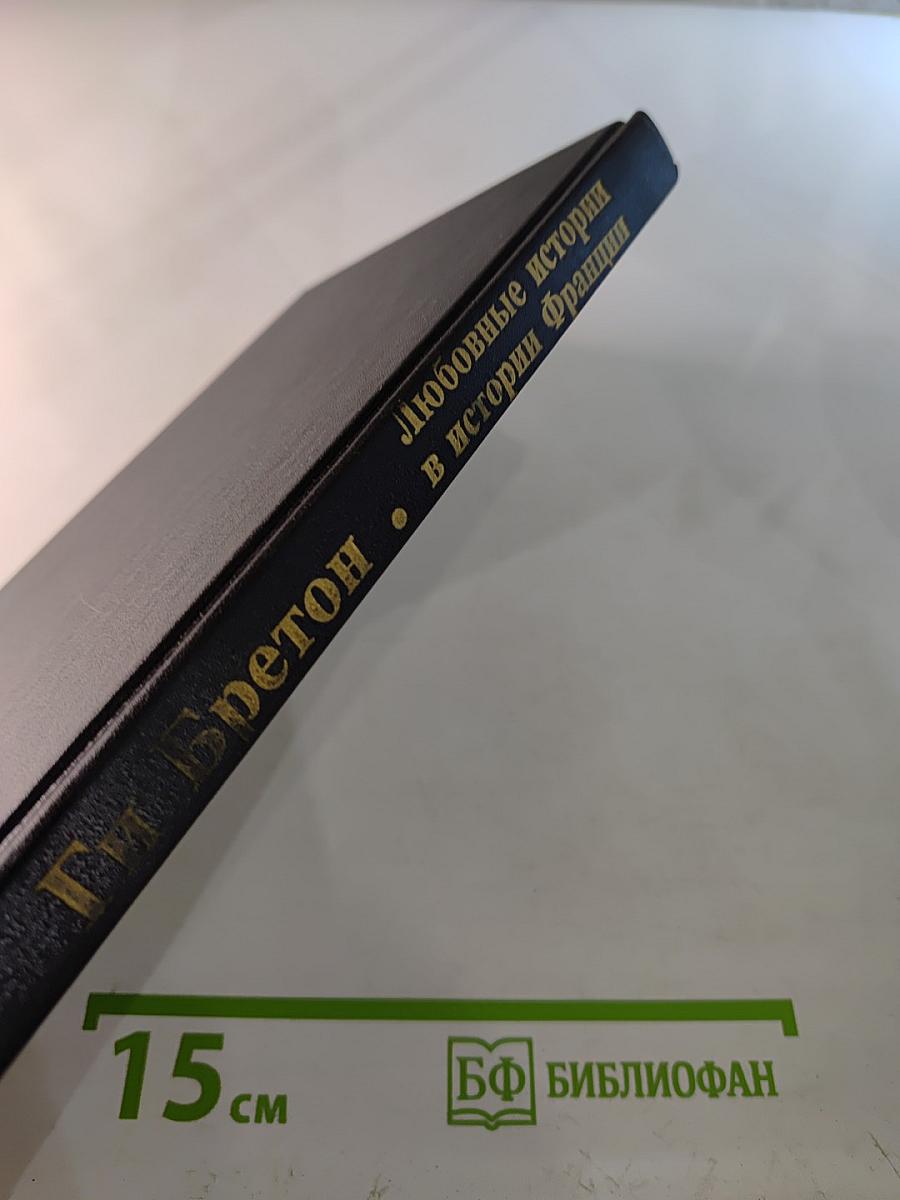 Ги Бретон • Любовные истории
в истории Франции
15 см
БФ БИБЛИОФАН